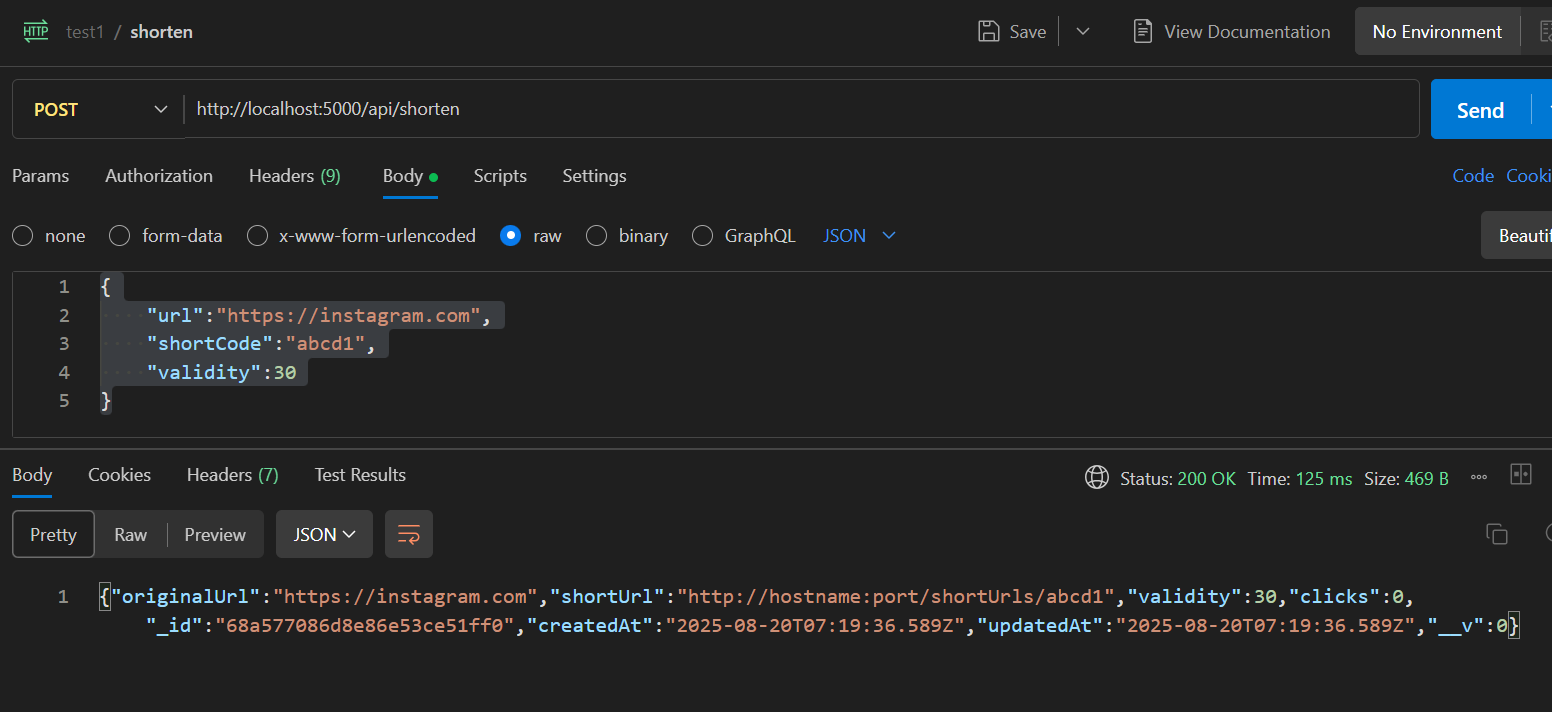 HTTP test1 / shorten Save View Documentation No Environment
POST http://localhost:5000/api/shorten Send
Params Authorization Headers (9) Body Scripts Settings Code Cooki
none form-data x-www-form-urlencoded raw binary GraphQL JSON Beautif
1 {
2 "url":"https://instagram.com",
3 "shortCode":"abcd1",
4 "validity":30
5 }
Body Cookies Headers (7) Test Results Status: 200 OK Time: 125 ms Size: 469 B
Pretty Raw Preview JSON
1 {"originalUrl":"https://instagram.com","shortUrl":"http://hostname:port/shortUrls/abcd1","validity":30,"clicks":0,
"_id":"68a577086d8e86e53ce51ff0","createdAt":"2025-08-20T07:19:36.589Z","updatedAt":"2025-08-20T07:19:36.589Z","__v":0}